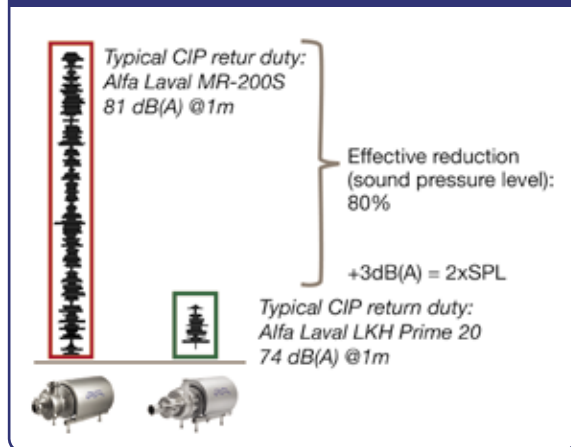 Typical CIP retur duty:
Alfa Laval MR-200S
81 dB(A) @1m
Effective reduction
(sound pressure level):
80%
+3dB(A) = 2xSPL
Typical CIP return duty:
Alfa Laval LKH Prime 20
74 dB(A) @1m